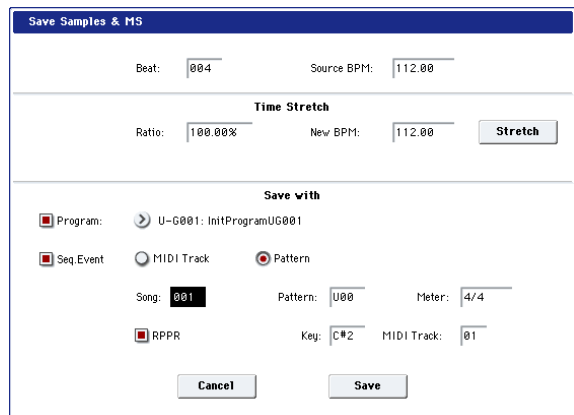 Save Samples & MS
Beat: 004 Source BPM: 112.00
Time Stretch
Ratio: 100.00% New BPM: 112.00 Stretch
Save with
Program: U-G001: InitProgramUG001
Seq.Event MIDI Track Pattern
Song: 001 Pattern: U00 Meter: 4/4
RPPR Key: C#2 MIDI Track: 01
Cancel Save